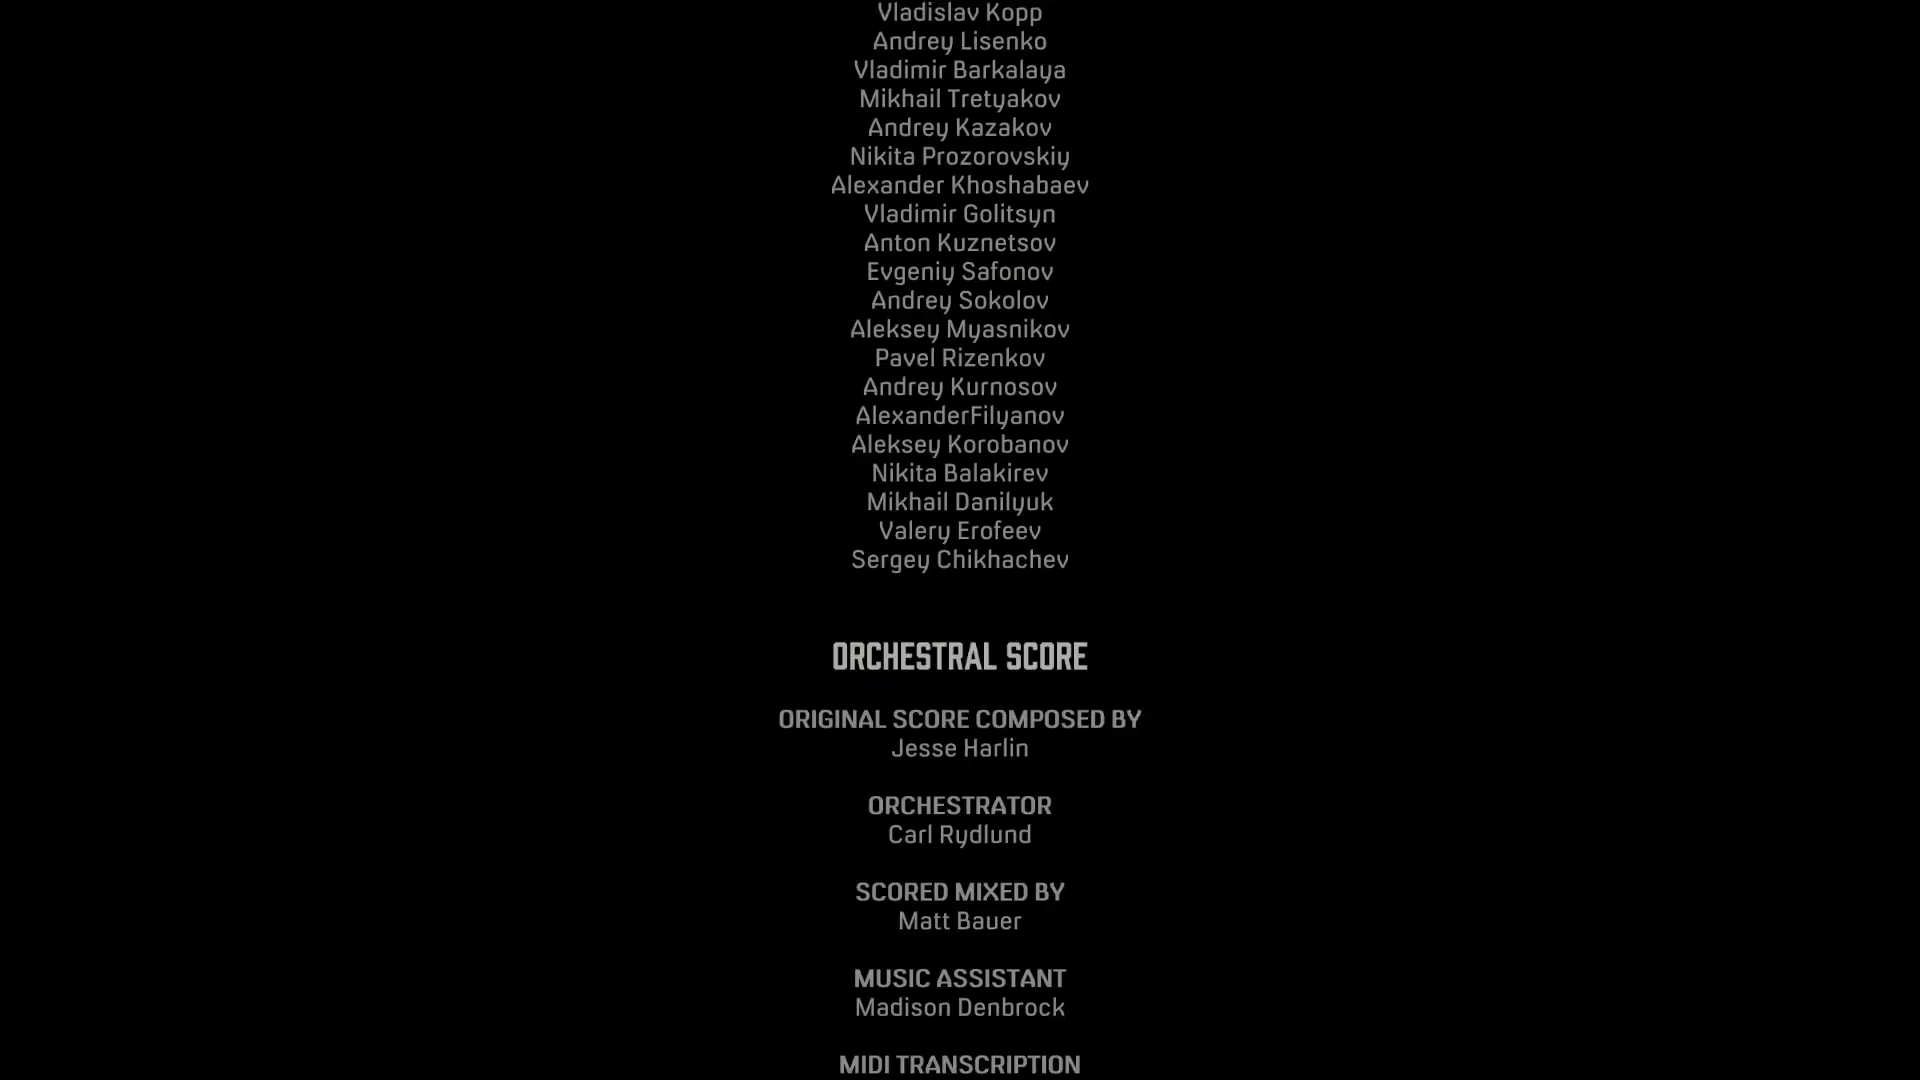 Vladislav Kopp
Andrey Lisenko
Vladimir Barkalaya
Mikhail Tretyakov
Andrey Kazakov
Nikita Prozorovskiy
Alexander Khoshabaev
Vladimir Golitsyn
Anton Kuznetsov
Evgeniy Safonov
Andrey Sokolov
Aleksey Myasnikov
Pavel Rizenkov
Andrey Kurnosov
AlexanderFilyanov
Aleksey Korobanov
Nikita Balakirev
Mikhail Danilyuk
Valery Erofeev
Sergey Chikhachev
ORCHESTRAL SCORE
ORIGINAL SCORE COMPOSED BY
Jesse Harlin
ORCHESTRATOR
Carl Rydlund
SCORED MIXED BY
Matt Bauer
MUSIC ASSISTANT
Madison Denbrock
MIDI TRANSCRIPTION